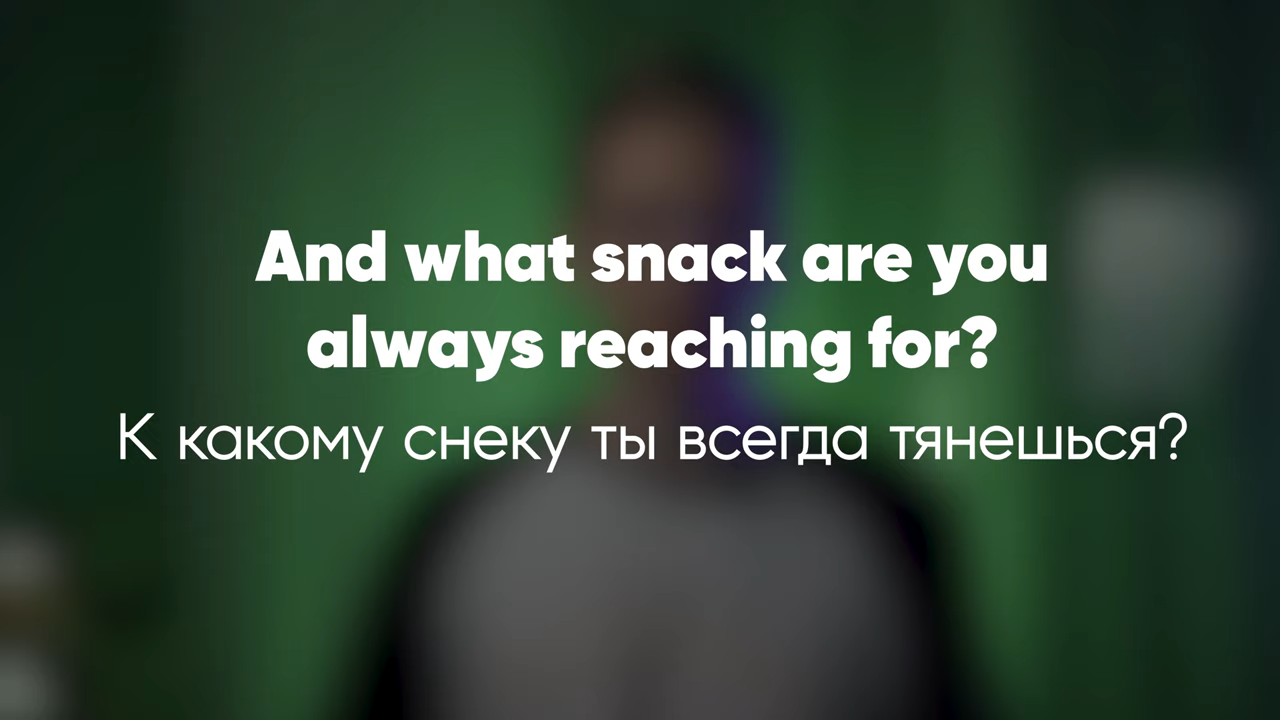 And what snack are you
always reaching for?
К какому снеку ты всегда тянешься?